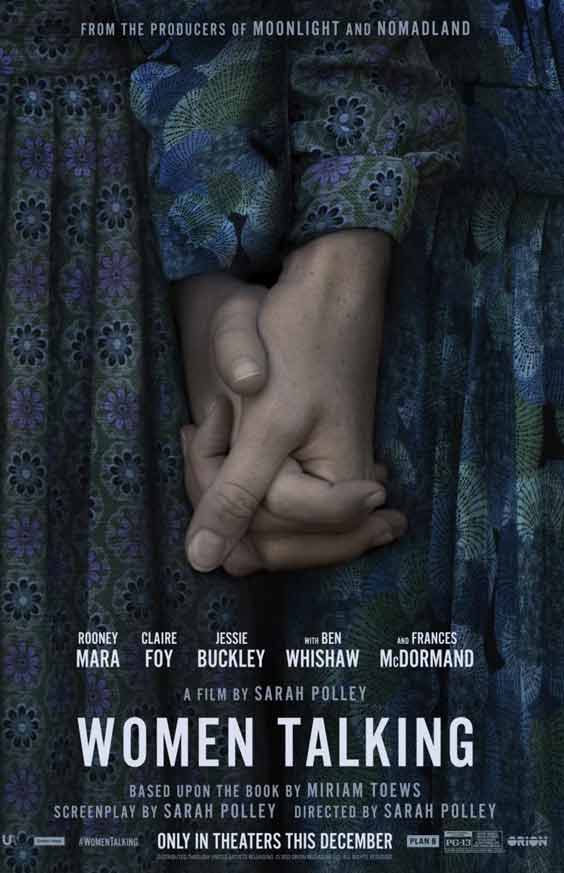 FROM THE PRODUCERS OF MOONLIGHT AND NOMADLAND
ROONEY MARA
CLAIRE FOY
JESSIE BUCKLEY
WITH BEN WHISHAW
AND FRANCES McDORMAND
A FILM BY SARAH POLLEY
WOMEN TALKING
BASED UPON THE BOOK BY MIRIAM TOEWS
SCREENPLAY BY SARAH POLLEY DIRECTED BY SARAH POLLEY
#WOMENTALKING ONLY IN THEATERS THIS DECEMBER PLAN B PG-13 ORION